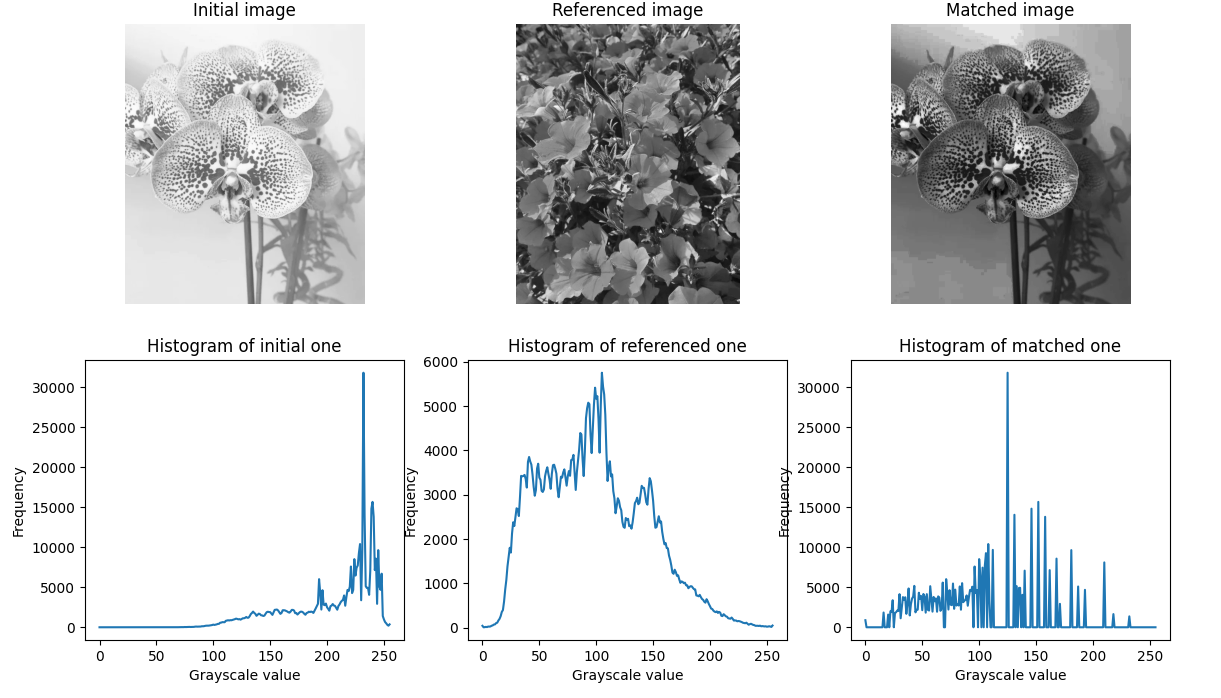 Initial image
Referenced image
Matched image
Histogram of initial one
Histogram of referenced one
Histogram of matched one
Frequency
30000
25000
20000
15000
10000
5000
0
0 50 100 150 200 250
Grayscale value
Frequency
6000
5000
4000
3000
2000
1000
0
0 50 100 150 200 250
Grayscale value
Frequency
30000
25000
20000
15000
10000
5000
0
0 50 100 150 200 250
Grayscale value